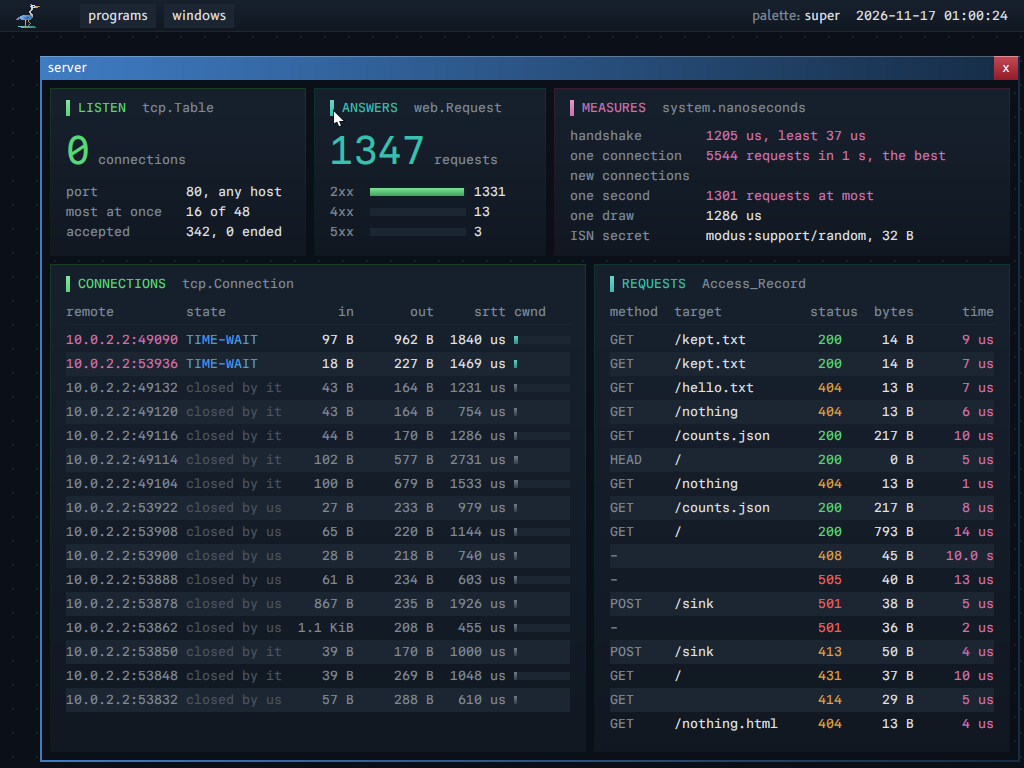 programs windows palette: super 2026-11-17 01:00:24
server x
LISTEN tcp.Table
0 connections
port 80, any host
most at once 16 of 48
accepted 342, 0 ended
ANSWERS web.Request
1347 requests
2xx 1331
4xx 13
5xx 3
MEASURES system.nanoseconds
handshake 1205 us, least 37 us
one connection 5544 requests in 1 s, the best
new connections
one second 1301 requests at most
one draw 1286 us
ISN secret modus:support/random, 32 B
CONNECTIONS tcp.Connection
remote state in out srtt cwnd
10.0.2.2:49090 TIME-WAIT 97 B 962 B 1840 us
10.0.2.2:53936 TIME-WAIT 18 B 227 B 1469 us
10.0.2.2:49132 closed by it 43 B 164 B 1231 us
10.0.2.2:49120 closed by it 43 B 164 B 754 us
10.0.2.2:49116 closed by it 44 B 170 B 1286 us
10.0.2.2:49114 closed by it 102 B 577 B 2731 us
10.0.2.2:49104 closed by it 100 B 679 B 1533 us
10.0.2.2:53922 closed by us 27 B 233 B 979 us
10.0.2.2:53908 closed by us 65 B 220 B 1144 us
10.0.2.2:53900 closed by us 28 B 218 B 740 us
10.0.2.2:53888 closed by us 61 B 234 B 603 us
10.0.2.2:53878 closed by us 867 B 235 B 1926 us
10.0.2.2:53862 closed by us 1.1 KiB 208 B 455 us
10.0.2.2:53850 closed by it 39 B 170 B 1000 us
10.0.2.2:53848 closed by it 39 B 269 B 1048 us
10.0.2.2:53832 closed by us 57 B 288 B 610 us
REQUESTS Access_Record
method target status bytes time
GET /kept.txt 200 14 B 9 us
GET /kept.txt 200 14 B 7 us
GET /hello.txt 404 13 B 7 us
GET /nothing 404 13 B 6 us
GET /counts.json 200 217 B 10 us
HEAD / 200 0 B 5 us
GET /nothing 404 13 B 1 us
GET /counts.json 200 217 B 8 us
GET / 200 793 B 14 us
- 408 45 B 10.0 s
- 505 40 B 13 us
POST /sink 501 38 B 5 us
- 501 36 B 2 us
POST /sink 413 50 B 4 us
GET / 431 37 B 10 us
GET 414 29 B 5 us
GET /nothing.html 404 13 B 4 us